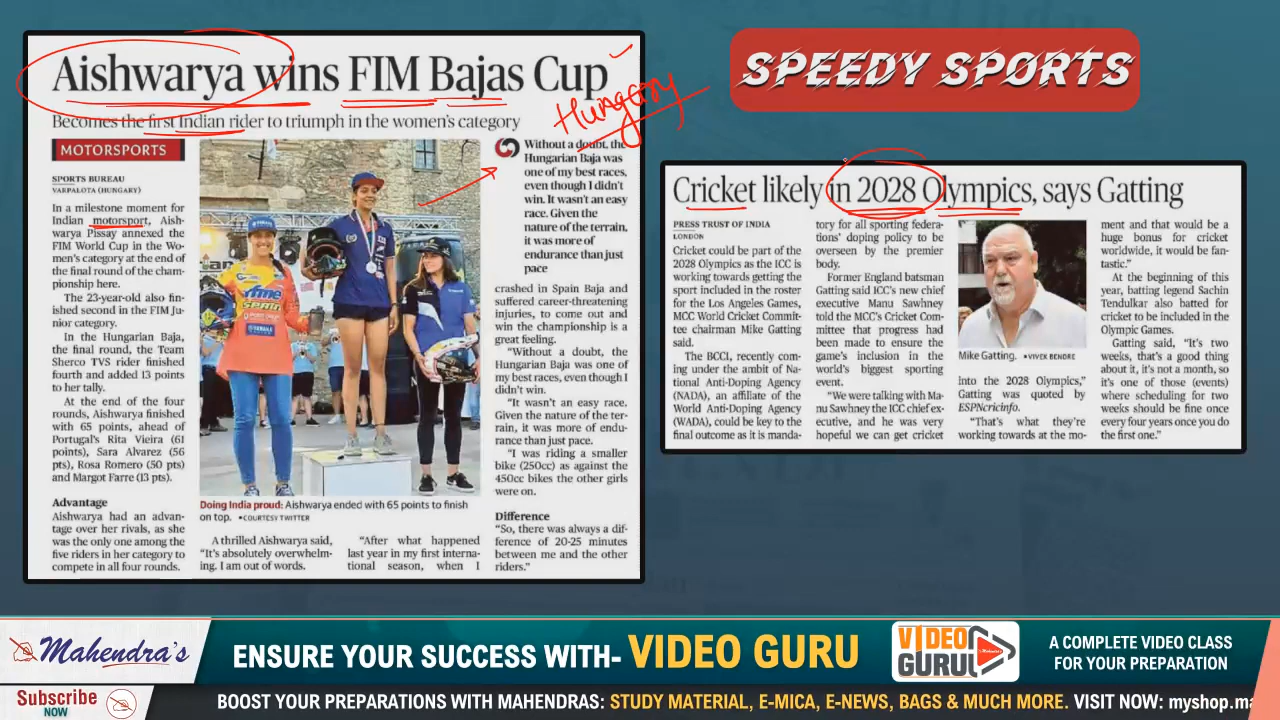 Aishwarya wins FIM Bajas Cup
Becomes the first Indian rider to triumph in the women's category
Hungary
MOTORSPORTS
SPORTS BUREAU
VARPALOTA (HUNGARY)
In a milestone moment for
Indian motorsport, Aish-
warya Pissay annexed the
FIM World Cup in the Wo-
men's category at the end of
the final round of the cham-
pionship here.
The 23-year-old also fin-
ished second in the FIM Ju-
nior category.
In the Hungarian Baja,
the final round, the Team
Sherco TVS rider finished
fourth and added 13 points
to her tally.
At the end of the four
rounds, Aishwarya finished
with 65 points, ahead of
Portugal's Rita Vieira (61
points), Sara Alvarez (56
pts), Rosa Romero (50 pts)
and Margot Farre (13 pts).
Advantage
Aishwarya had an advan-
tage over her rivals, as she
was the only one among the
five riders in her category to
compete in all four rounds.
Doing India proud: Aishwarya ended with 65 points to finish
on top. •COURTESY TWITTER
A thrilled Aishwarya said,
"It's absolutely overwhelm-
ing. I am out of words.
"After what happened
last year in my first interna-
tional season, when I
Without a doubt, the
Hungarian Baja was
one of my best races,
even though I didn't
win. It wasn't an easy
race. Given the
nature of the terrain,
it was more of
endurance than just
pace
crashed in Spain Baja and
suffered career-threatening
injuries, to come out and
win the championship is a
great feeling.
"Without a doubt, the
Hungarian Baja was one of
my best races, even though I
didn't win.
"It wasn't an easy race.
Given the nature of the ter-
rain, it was more of endu-
rance than just pace.
"I was riding a smaller
bike (250cc) as against the
450cc bikes the other girls
were on.
Difference
"So, there was always a dif-
ference of 20-25 minutes
between me and the other
riders."
SPEEDY SPORTS
Cricket likely in 2028 Olympics, says Gatting
PRESS TRUST OF INDIA
LONDON
Cricket could be part of the
2028 Olympics as the ICC is
working towards getting the
sport included in the roster
for the Los Angeles Games,
MCC World Cricket Commit-
tee chairman Mike Gatting
said.
The BCCI, recently com-
ing under the ambit of Na-
tional Anti-Doping Agency
(NADA), an affiliate of the
World Anti-Doping Agency
(WADA), could be key to the
final outcome as it is manda-
tory for all sporting federa-
tions' doping policy to be
overseen by the premier
body.
Former England batsman
Gatting said ICC's new chief
executive Manu Sawhney
told the MCC's Cricket Com-
mittee that progress had
been made to ensure the
game's inclusion in the
world's biggest sporting
event.
"We were talking with Ma-
nu Sawhney the ICC chief ex-
ecutive, and he was very
hopeful we can get cricket
Mike Gatting. •VIVEK BENDRE
into the 2028 Olympics,"
Gatting was quoted by
ESPNcricinfo.
"That's what they're
working towards at the mo-
ment and that would be a
huge bonus for cricket
worldwide, it would be fan-
tastic."
At the beginning of this
year, batting legend Sachin
Tendulkar also batted for
cricket to be included in the
Olympic Games.
Gatting said, "It's two
weeks, that's a good thing
about it, it's not a month, so
it's one of those (events)
where scheduling for two
weeks should be fine once
every four years once you do
the first one."
Mahendra's
ENSURE YOUR SUCCESS WITH- VIDEO GURU
VIDEO
GURU
A COMPLETE VIDEO CLASS
FOR YOUR PREPARATION
Subscribe
NOW
BOOST YOUR PREPARATIONS WITH MAHENDRAS: STUDY MATERIAL, E-MICA, E-NEWS, BAGS & MUCH MORE. VISIT NOW: myshop.ma